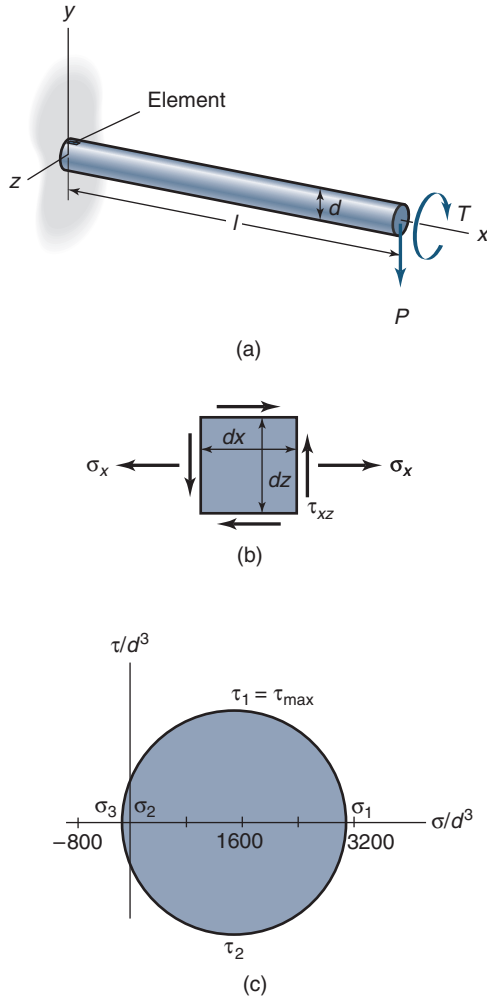 y
Element
z
d
l
T
x
P
(a)
dx
σx
σx
dz
τxz
(b)
τ/d³
τ1 = τmax
σ3
σ2
σ1
σ/d³
−800
1600
3200
τ2
(c)